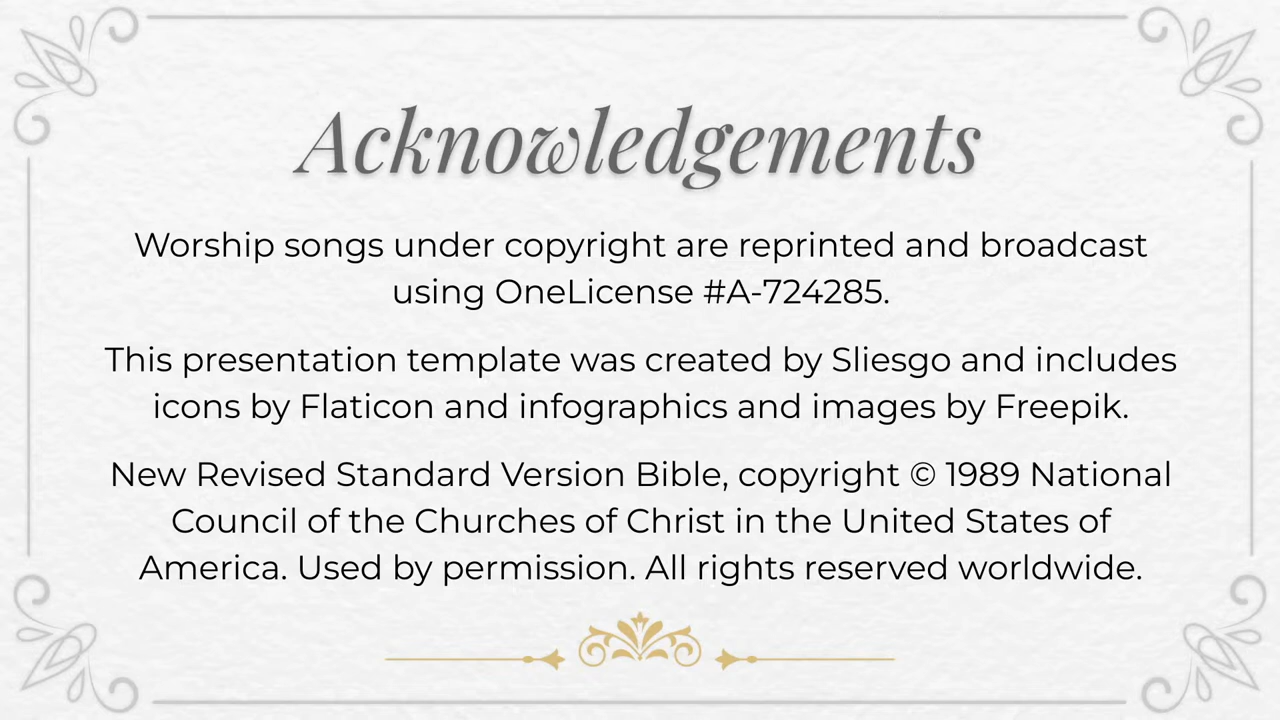 Acknowledgements
Worship songs under copyright are reprinted and broadcast
using OneLicense #A-724285.
This presentation template was created by Sliesgo and includes
icons by Flaticon and infographics and images by Freepik.
New Revised Standard Version Bible, copyright © 1989 National
Council of the Churches of Christ in the United States of
America. Used by permission. All rights reserved worldwide.